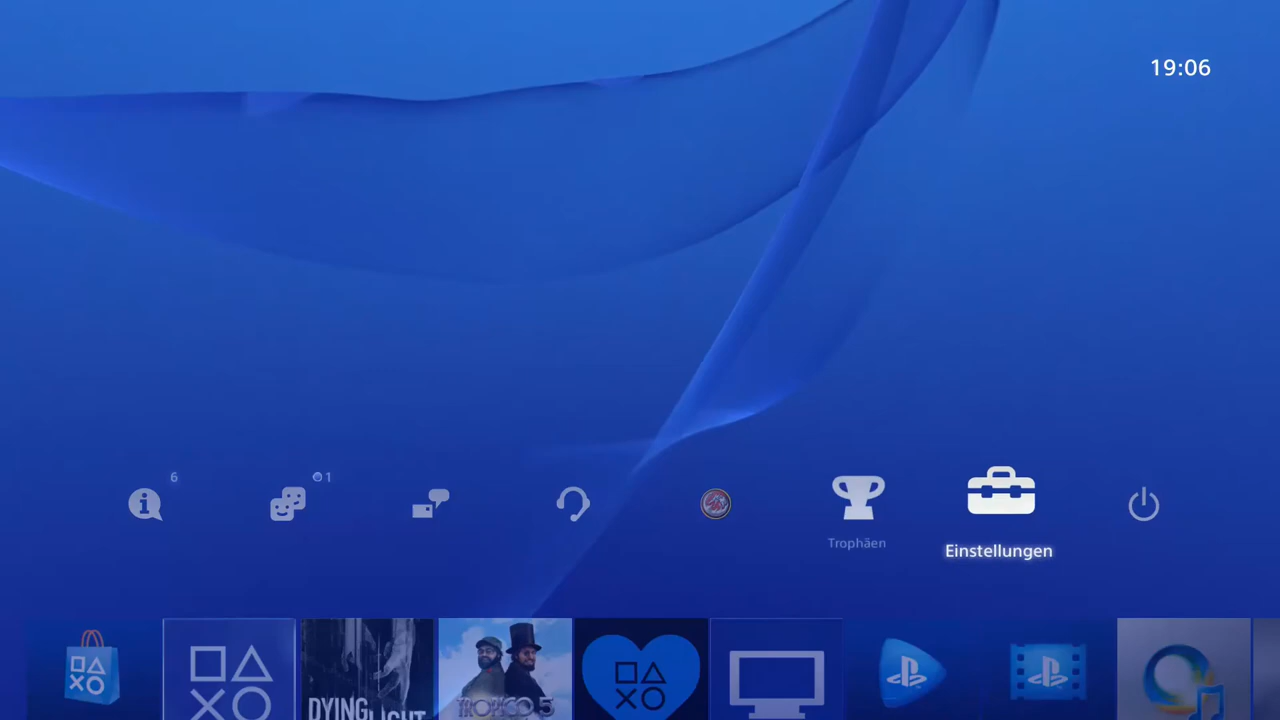 19:06
6
1
Trophäen
Einstellungen
DYING LIGHT
TROPICO 5